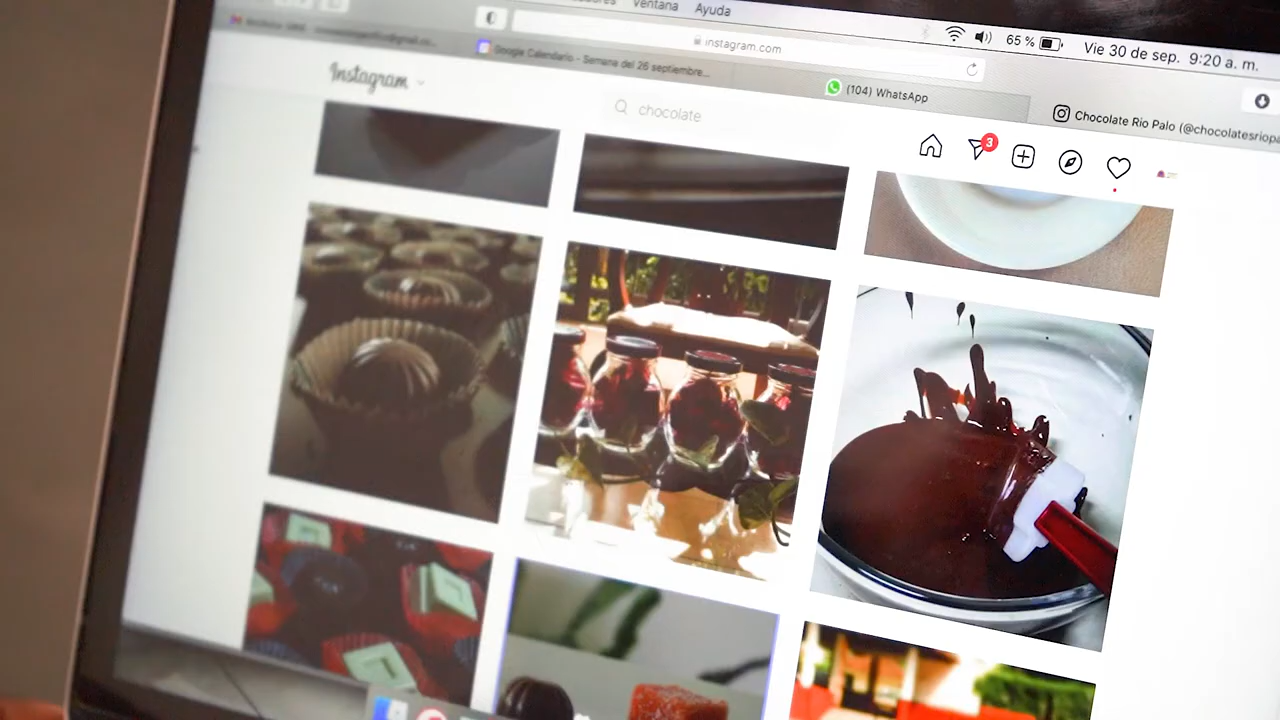 Ventana Ayuda
65 % Vie 30 de sep. 9:20 a. m.
instagram.com
Google Calendario - Semana del 26 septiembre...
(104) WhatsApp
Chocolate Rio Palo (@chocolatesriopa
Instagram
chocolate
3